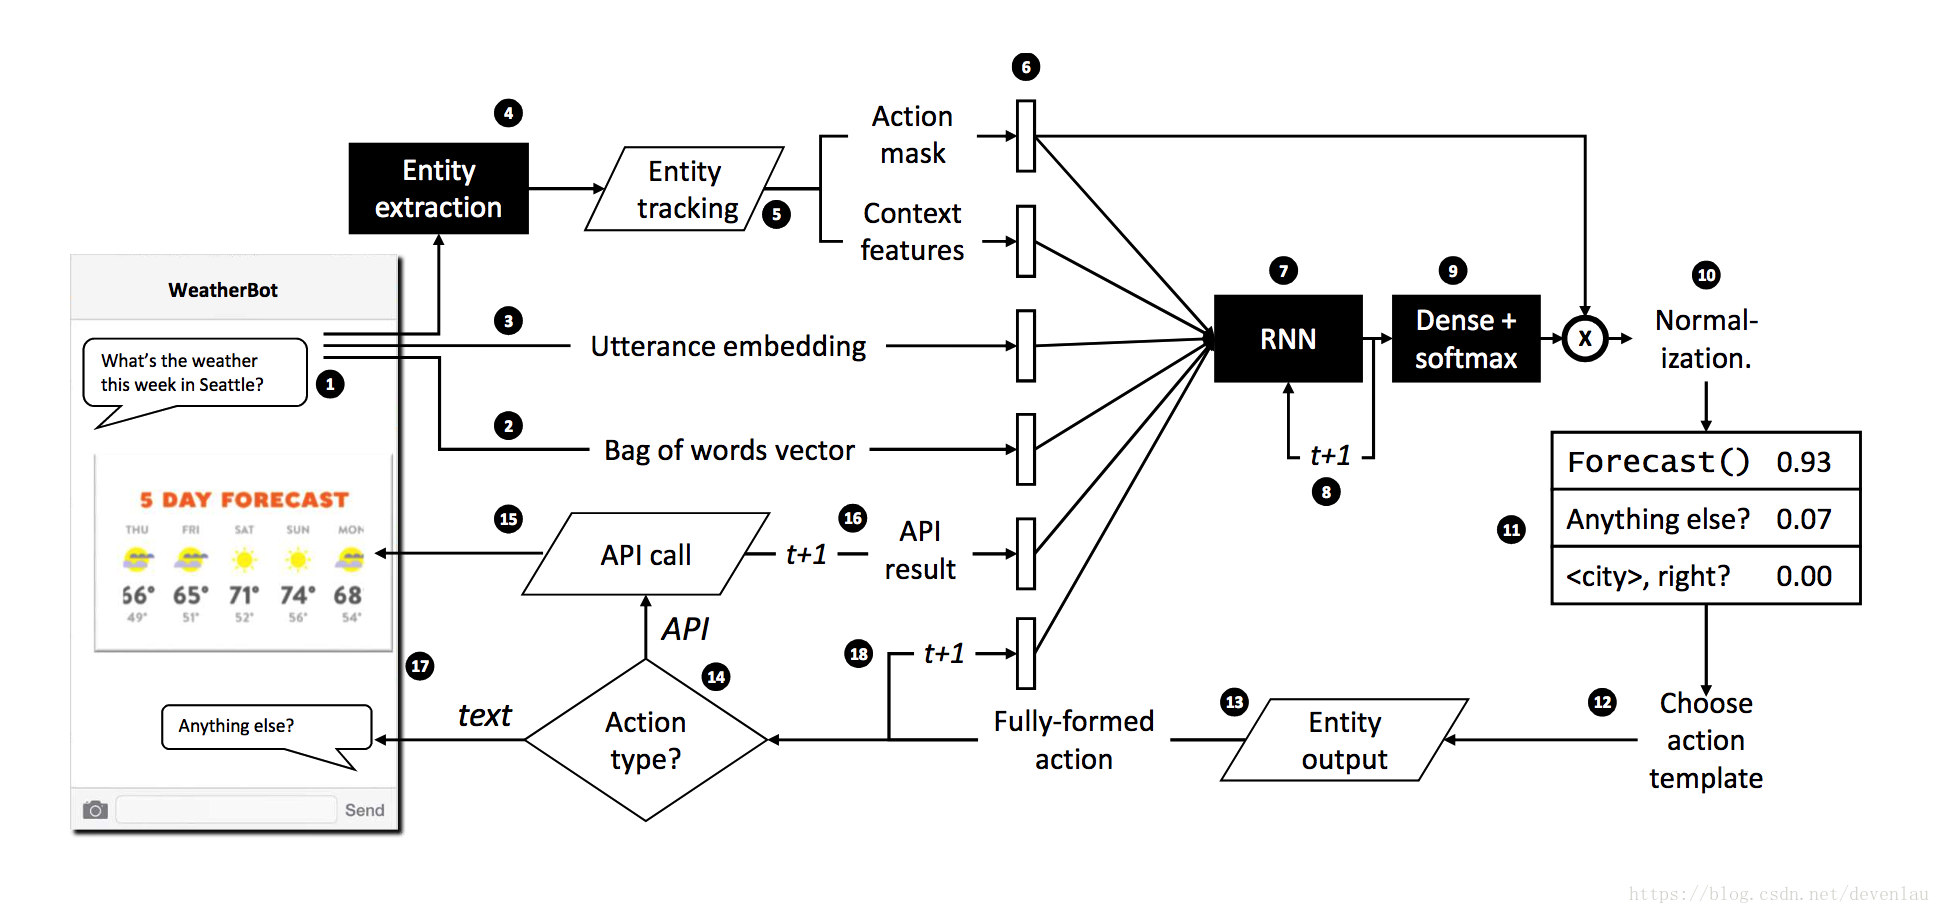 6
4
Action
mask
Entity
extraction
Entity
tracking
5
Context
features
WeatherBot
What's the weather
this week in Seattle?
1
3
Utterance embedding
2
Bag of words vector
7
RNN
t+1
8
9
Dense +
softmax
X
10
Normal-
ization.
11
Forecast() 0.93
Anything else? 0.07
<city>, right? 0.00
5 DAY FORECAST
THU FRI SAT SUN MON
66° 65° 71° 74° 68
49° 51° 52° 56° 54°
15
API call
16
t+1
API
result
API
17
text
14
Action
type?
18
t+1
Fully-formed
action
13
Entity
output
12
Choose
action
template
Anything else?
Send
https://blog.csdn.net/devenlau